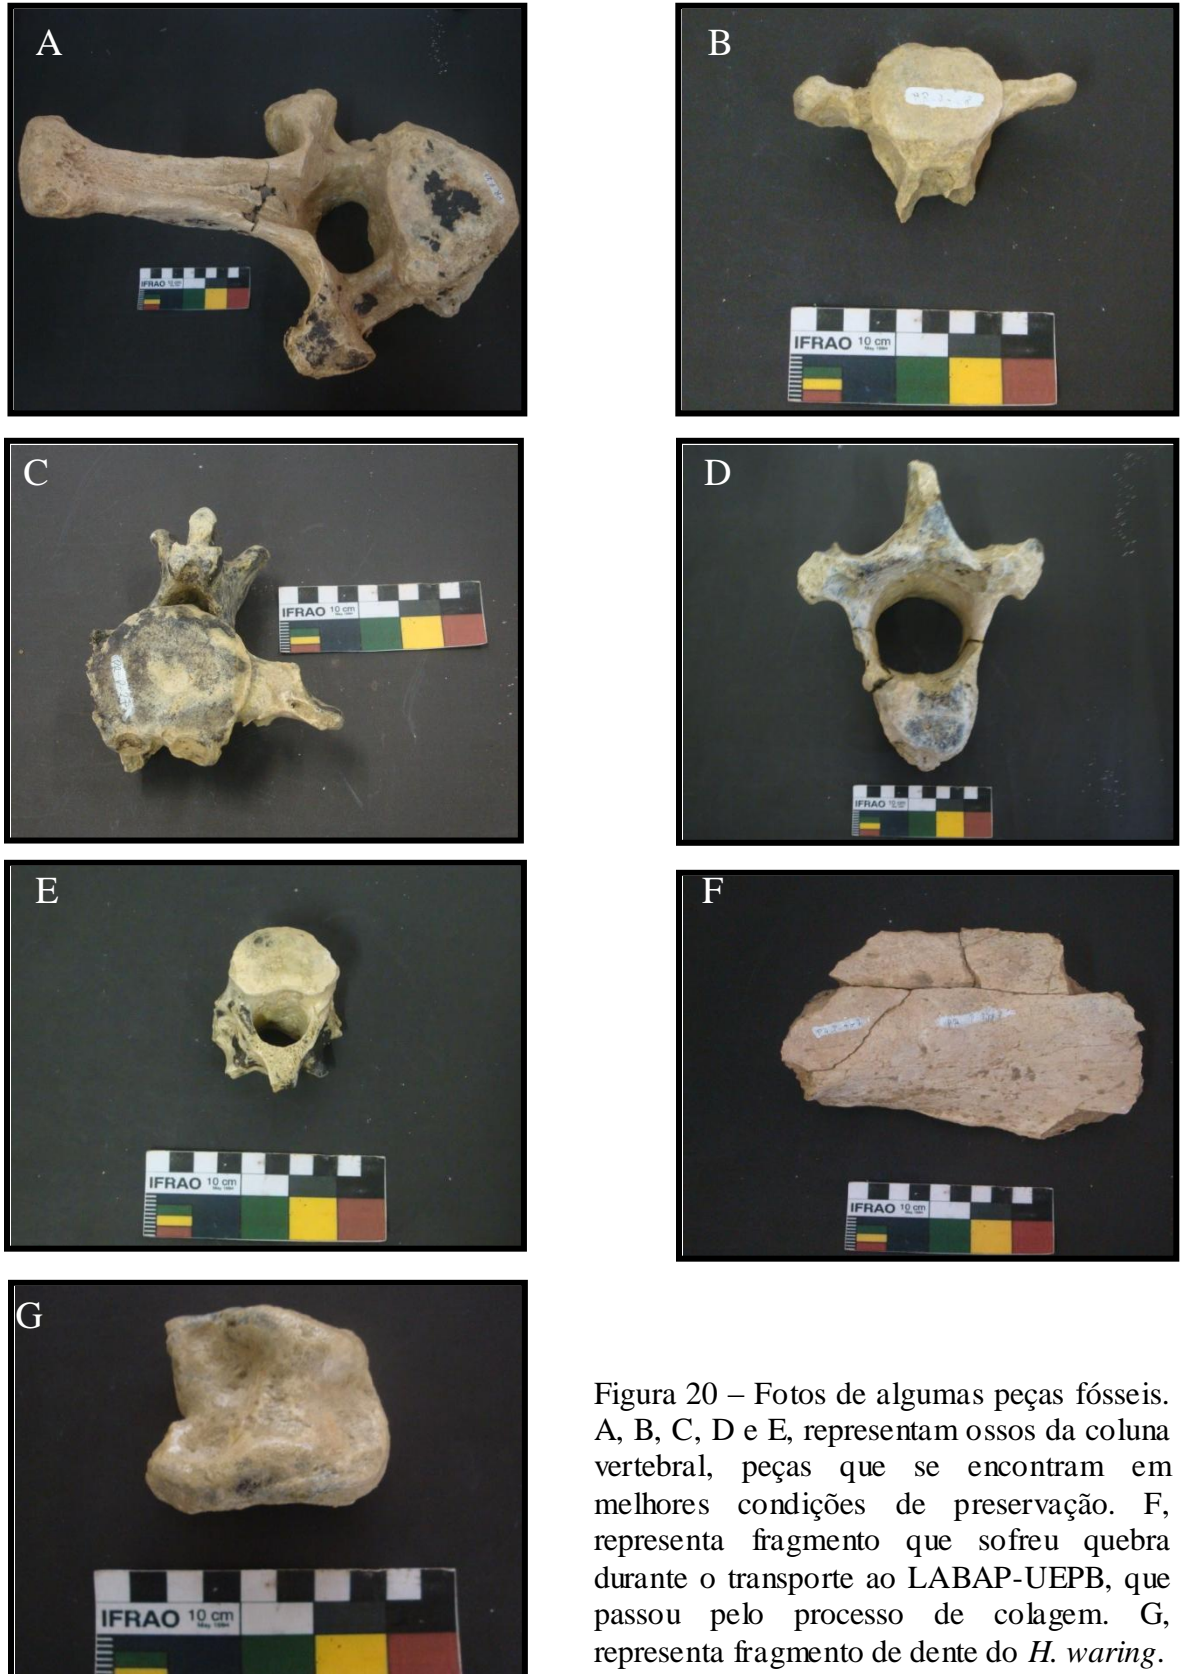 A
B
IFRAO 10 cm
IFRAO 10 cm
C
D
IFRAO 10 cm
IFRAO 10 cm
E
F
IFRAO 10 cm
IFRAO 10 cm
G
IFRAO 10 cm
Figura 20 – Fotos de algumas peças fósseis.
A, B, C, D e E, representam ossos da coluna
vertebral, peças que se encontram em
melhores condições de preservação. F,
representa fragmento que sofreu quebra
durante o transporte ao LABAP-UEPB, que
passou pelo processo de colagem. G,
representa fragmento de dente do H. waring.